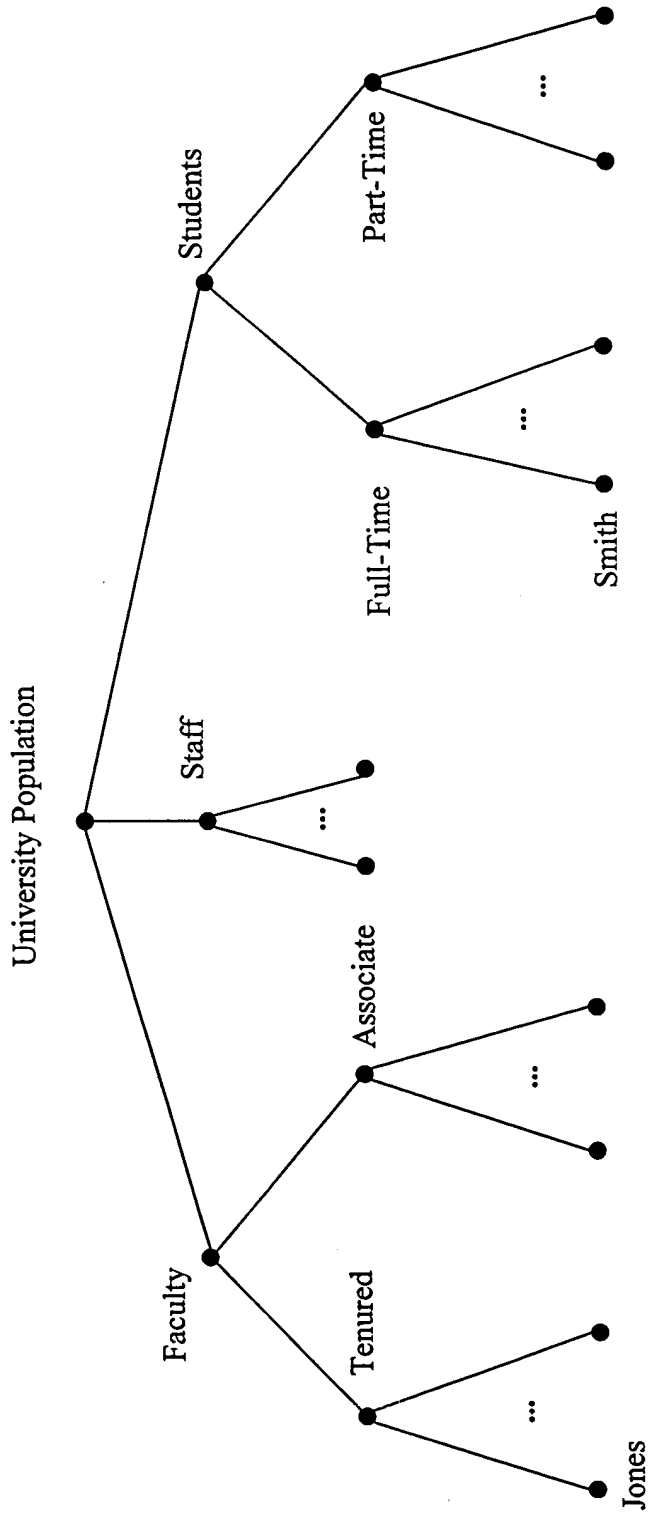 University Population
Faculty
Staff
Students
Tenured
Associate
Full-Time
Part-Time
...
...
...
...
...
Jones
Smith